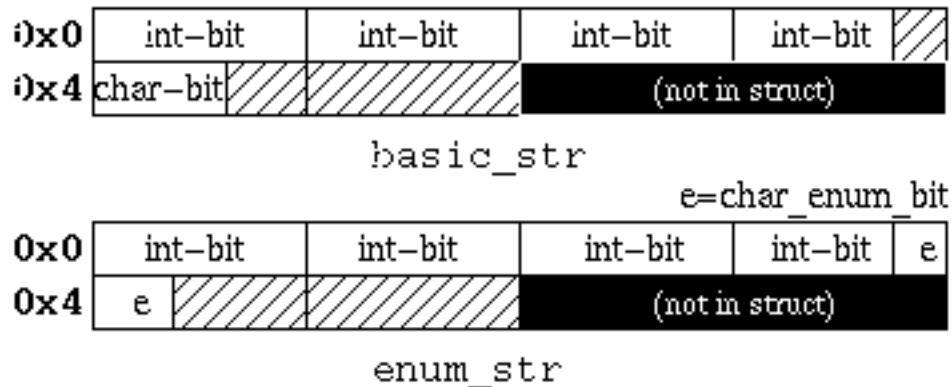 0x0 int-bit int-bit int-bit int-bit
0x4 char-bit (not in struct)
basic_str
e=char_enum_bit
0x0 int-bit int-bit int-bit int-bit e
0x4 e (not in struct)
enum_str